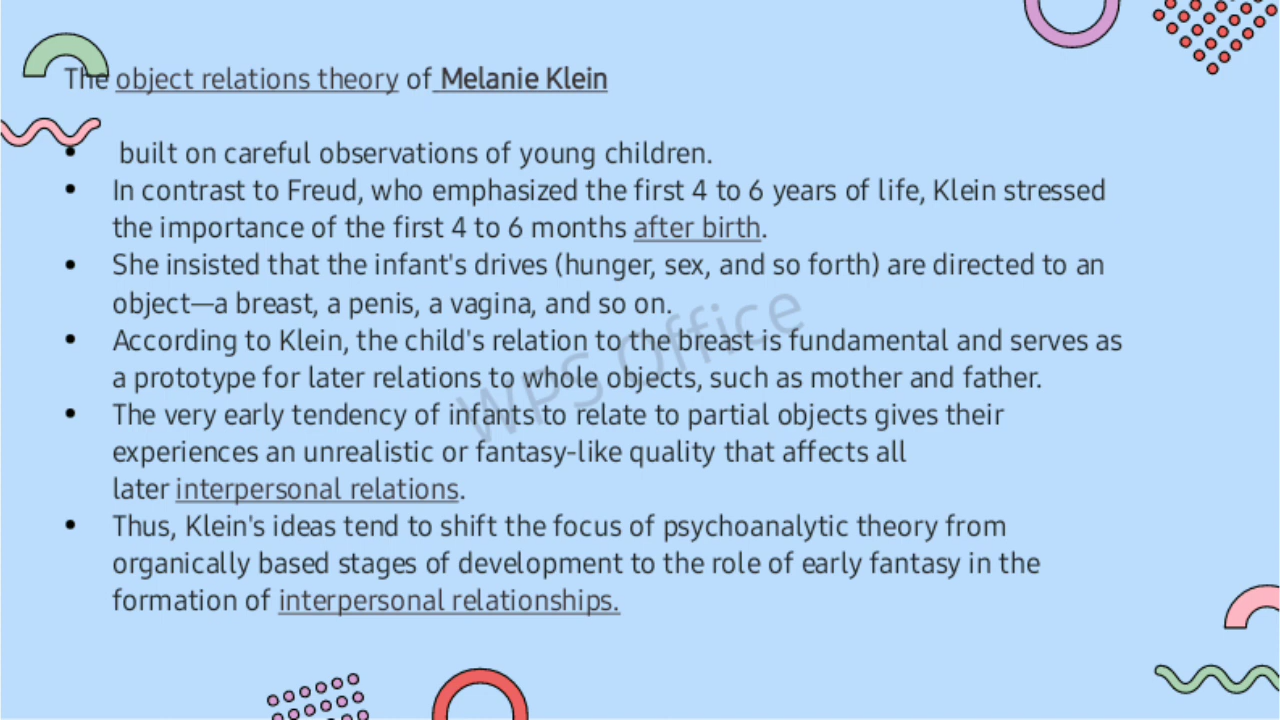 The object relations theory of Melanie Klein
• built on careful observations of young children.
• In contrast to Freud, who emphasized the first 4 to 6 years of life, Klein stressed
the importance of the first 4 to 6 months after birth.
• She insisted that the infant's drives (hunger, sex, and so forth) are directed to an
object—a breast, a penis, a vagina, and so on.
• According to Klein, the child's relation to the breast is fundamental and serves as
a prototype for later relations to whole objects, such as mother and father.
• The very early tendency of infants to relate to partial objects gives their
experiences an unrealistic or fantasy-like quality that affects all
later interpersonal relations.
• Thus, Klein's ideas tend to shift the focus of psychoanalytic theory from
organically based stages of development to the role of early fantasy in the
formation of interpersonal relationships.
WPS Office